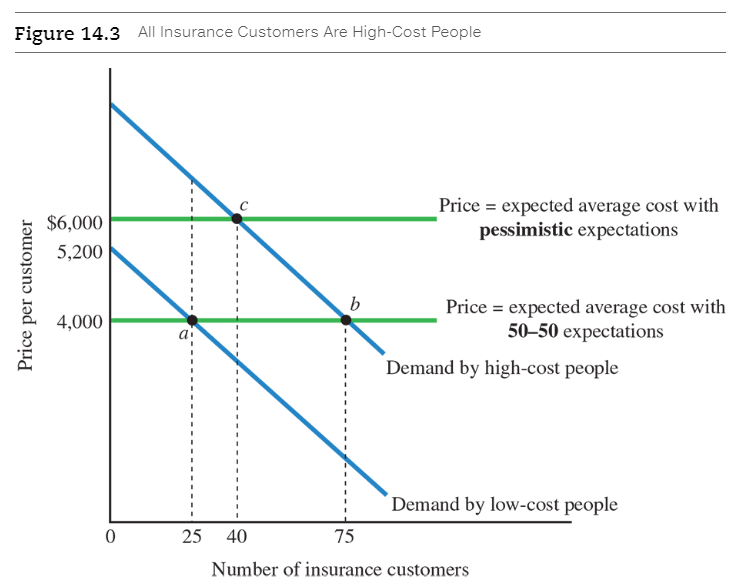 Figure 14.3 All Insurance Customers Are High-Cost People
Price per customer
$6,000
5,200
4,000
c
b
a
Price = expected average cost with
pessimistic expectations
Price = expected average cost with
50–50 expectations
Demand by high-cost people
Demand by low-cost people
0 25 40 75
Number of insurance customers